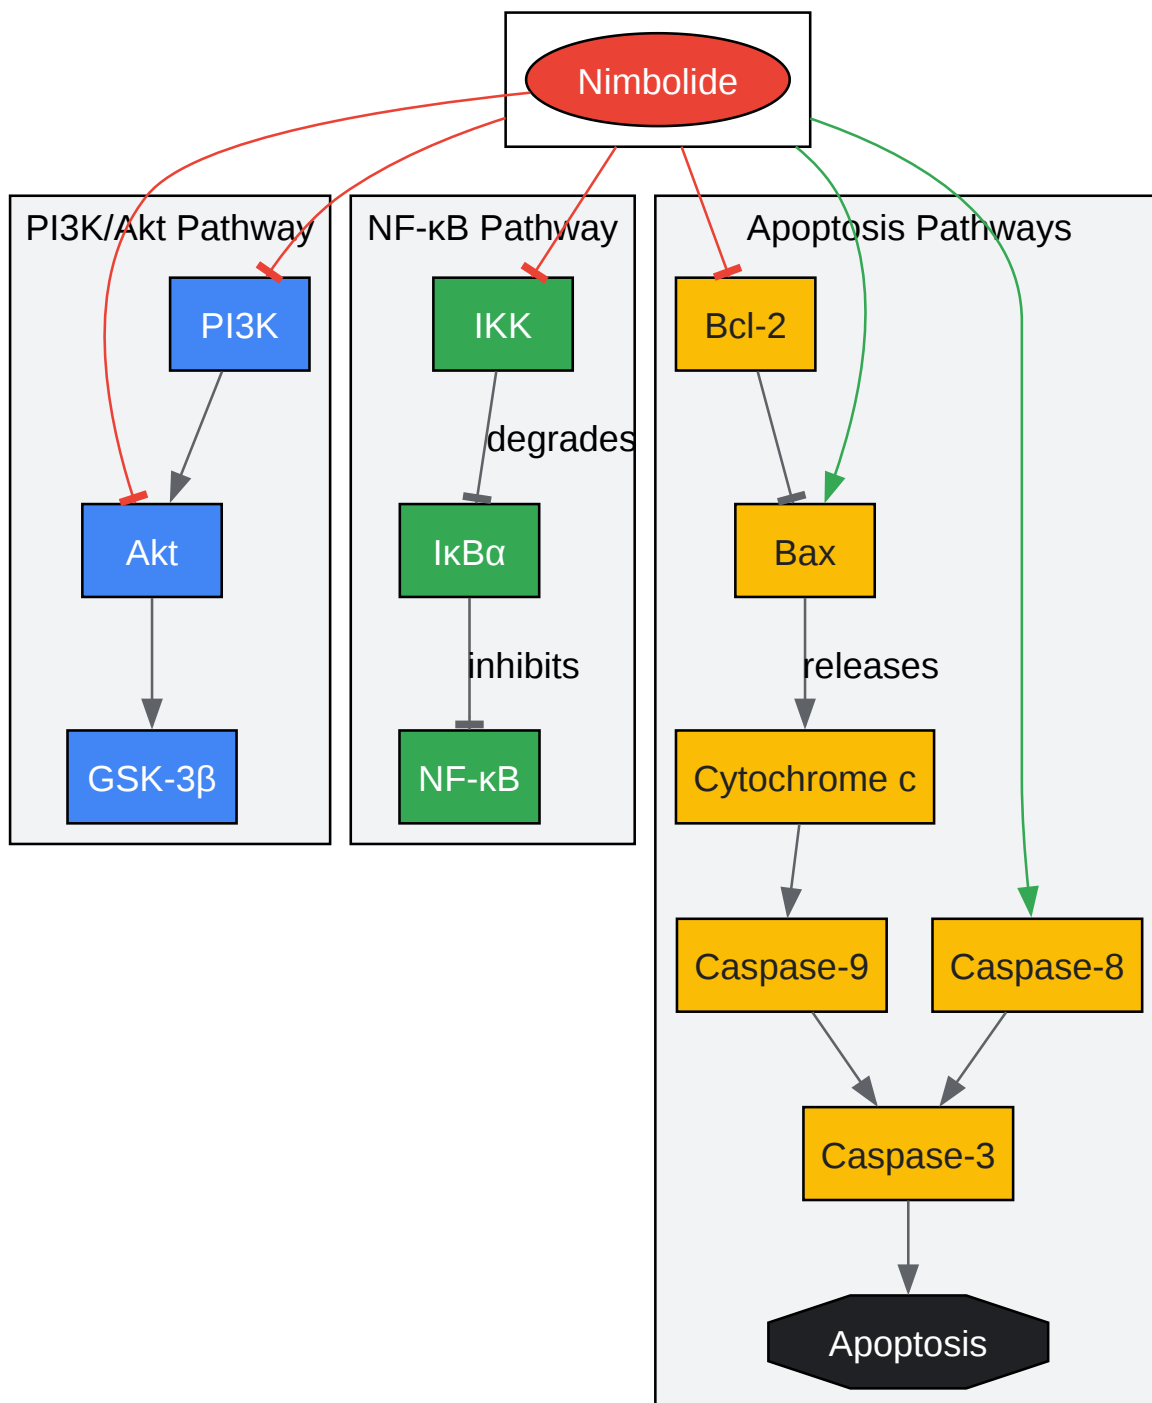 Nimbolide
PI3K/Akt Pathway
NF-κB Pathway
Apoptosis Pathways
PI3K
IKK
Bcl-2
degrades
Akt
IκBα
Bax
inhibits
releases
GSK-3β
NF-κB
Cytochrome c
Caspase-9
Caspase-8
Caspase-3
Apoptosis